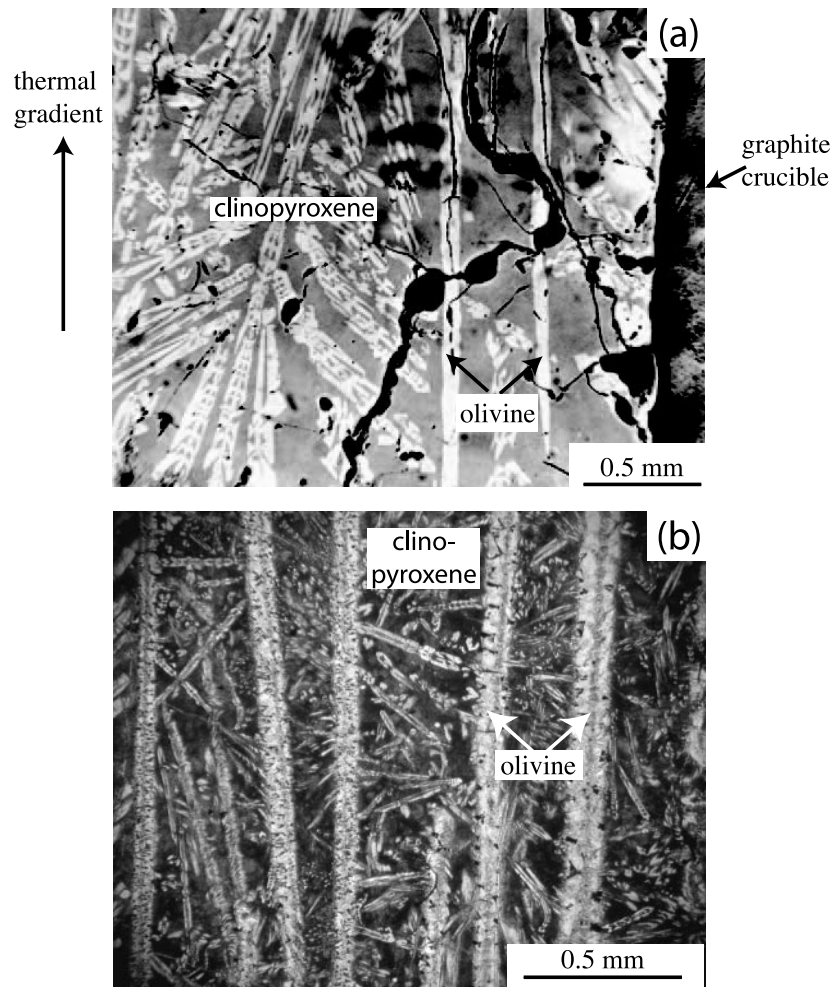 (a)
thermal
gradient
graphite
crucible
clinopyroxene
olivine
0.5 mm
(b)
clino-
pyroxene
olivine
0.5 mm